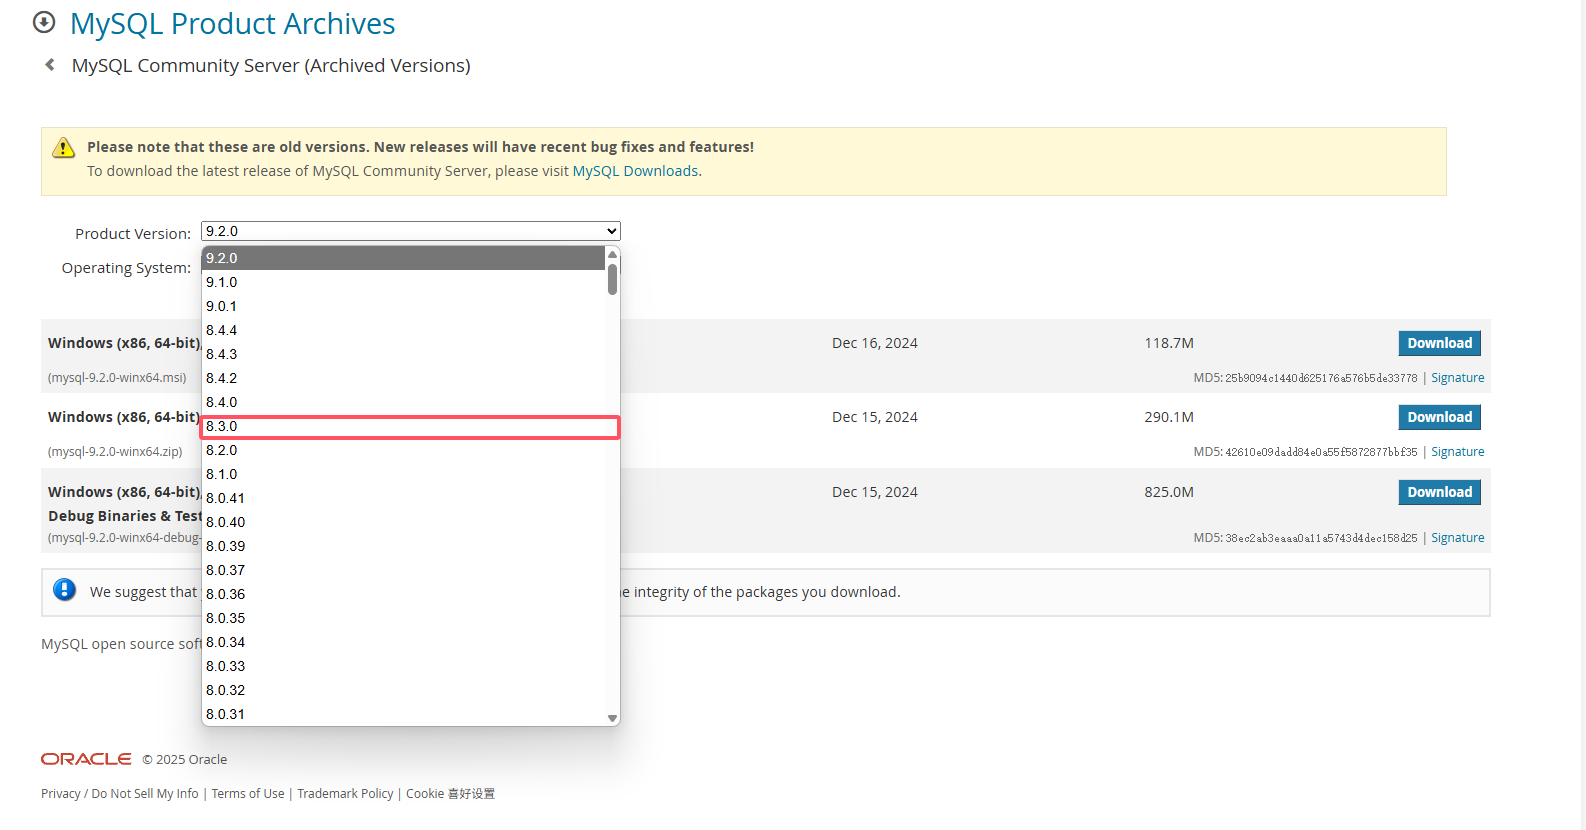 MySQL Product Archives
MySQL Community Server (Archived Versions)
Please note that these are old versions. New releases will have recent bug fixes and features!
To download the latest release of MySQL Community Server, please visit MySQL Downloads.
Product Version: 9.2.0
Operating System:
9.2.0
9.1.0
9.0.1
8.4.4
8.4.3
8.4.2
8.4.0
8.3.0
8.2.0
8.1.0
8.0.41
8.0.40
8.0.39
8.0.37
8.0.36
8.0.35
8.0.34
8.0.33
8.0.32
8.0.31
Windows (x86, 64-bit), Dec 16, 2024 118.7M Download
(mysql-9.2.0-winx64.msi) MD5: 25b9094c1440d625176a576b5de33778 | Signature
Windows (x86, 64-bit) Dec 15, 2024 290.1M Download
(mysql-9.2.0-winx64.zip) MD5: 42610e09dadd84e0a55f5872877bbf35 | Signature
Windows (x86, 64-bit), Dec 15, 2024 825.0M Download
Debug Binaries & Test
(mysql-9.2.0-winx64-debug- MD5: 38ec2ab3eaaa0a11a5743d4dec158d25 | Signature
We suggest that e integrity of the packages you download.
MySQL open source soft
ORACLE © 2025 Oracle
Privacy / Do Not Sell My Info | Terms of Use | Trademark Policy | Cookie 喜好设置